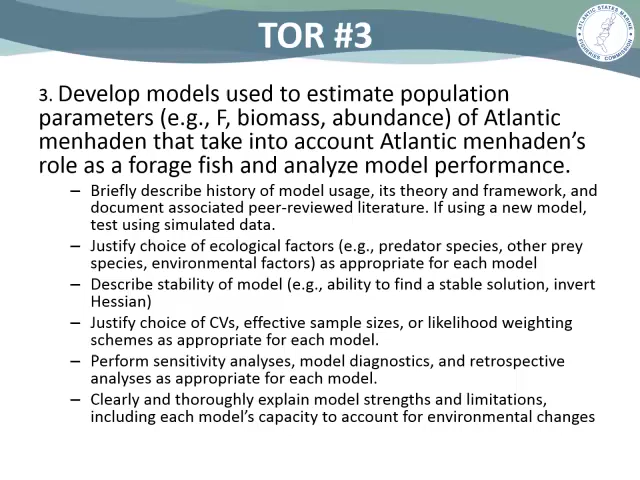 TOR #3
ATLANTIC STATES MARINE
FISHERIES COMMISSION
3. Develop models used to estimate population
parameters (e.g., F, biomass, abundance) of Atlantic
menhaden that take into account Atlantic menhaden's
role as a forage fish and analyze model performance.
– Briefly describe history of model usage, its theory and framework, and
document associated peer-reviewed literature. If using a new model,
test using simulated data.
– Justify choice of ecological factors (e.g., predator species, other prey
species, environmental factors) as appropriate for each model
– Describe stability of model (e.g., ability to find a stable solution, invert
Hessian)
– Justify choice of CVs, effective sample sizes, or likelihood weighting
schemes as appropriate for each model.
– Perform sensitivity analyses, model diagnostics, and retrospective
analyses as appropriate for each model.
– Clearly and thoroughly explain model strengths and limitations,
including each model's capacity to account for environmental changes